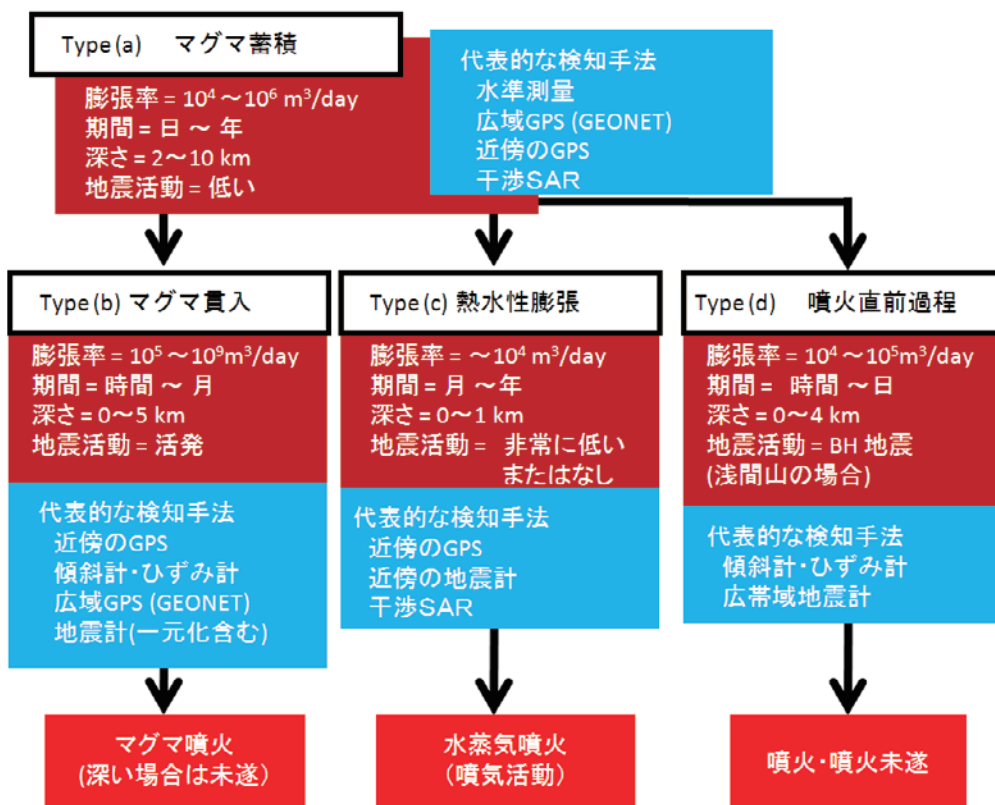 Type(a) マグマ蓄積
膨張率 = 10⁴ ～10⁶ m³/day
期間 = 日 ～ 年
深さ = 2～10 km
地震活動 = 低い
代表的な検知手法
水準測量
広域GPS (GEONET)
近傍のGPS
干渉SAR
Type(b) マグマ貫入
膨張率 = 10⁵ ～10⁹m³/day
期間 = 時間 ～ 月
深さ = 0～5 km
地震活動 = 活発
代表的な検知手法
近傍のGPS
傾斜計・ひずみ計
広域GPS (GEONET)
地震計(一元化含む)
マグマ噴火
(深い場合は未遂)
Type(c) 熱水性膨張
膨張率 = ～10⁴ m³/day
期間 = 月 ～年
深さ = 0～1 km
地震活動 = 非常に低い
またはなし
代表的な検知手法
近傍のGPS
近傍の地震計
干渉SAR
水蒸気噴火
(噴気活動)
Type(d) 噴火直前過程
膨張率 = 10⁴ ～10⁵m³/day
期間 = 時間 ～日
深さ = 0～4 km
地震活動 = BH 地震
(浅間山の場合)
代表的な検知手法
傾斜計・ひずみ計
広帯域地震計
噴火・噴火未遂